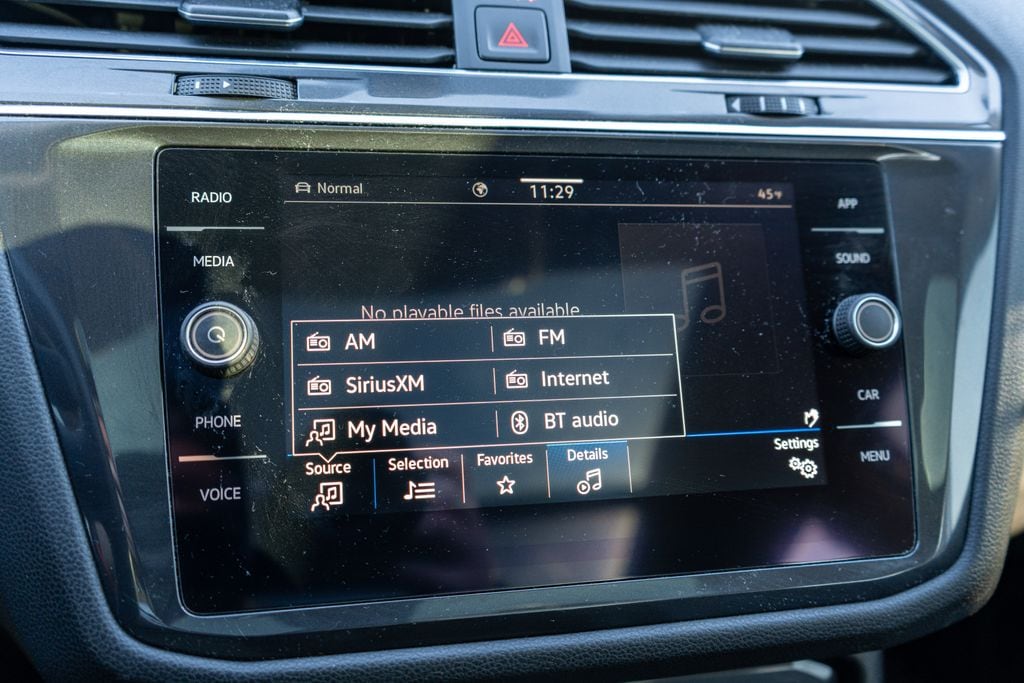 RADIO
MEDIA
PHONE
VOICE
Normal
11:29
45°F
No playable files available
AM
FM
SiriusXM
Internet
My Media
BT audio
Source
Selection
Favorites
Details
Settings
APP
SOUND
CAR
MENU